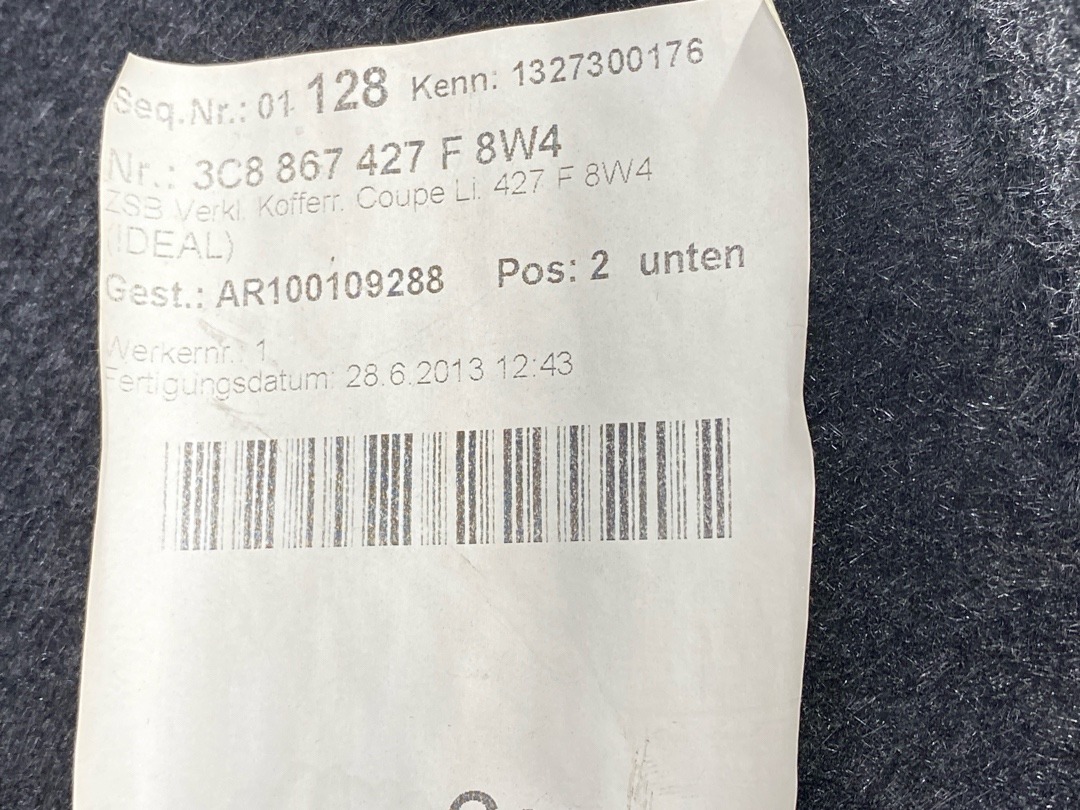 Seq.Nr.: 01 128 Kenn: 1327300176
Nr.: 3C8 867 427 F 8W4
ZSB Verkl. Kofferr. Coupe Li. 427 F 8W4
(IDEAL)
Gest.: AR100109288 Pos: 2 unten
Werkernr.: 1
Fertigungsdatum: 28.6.2013 12:43